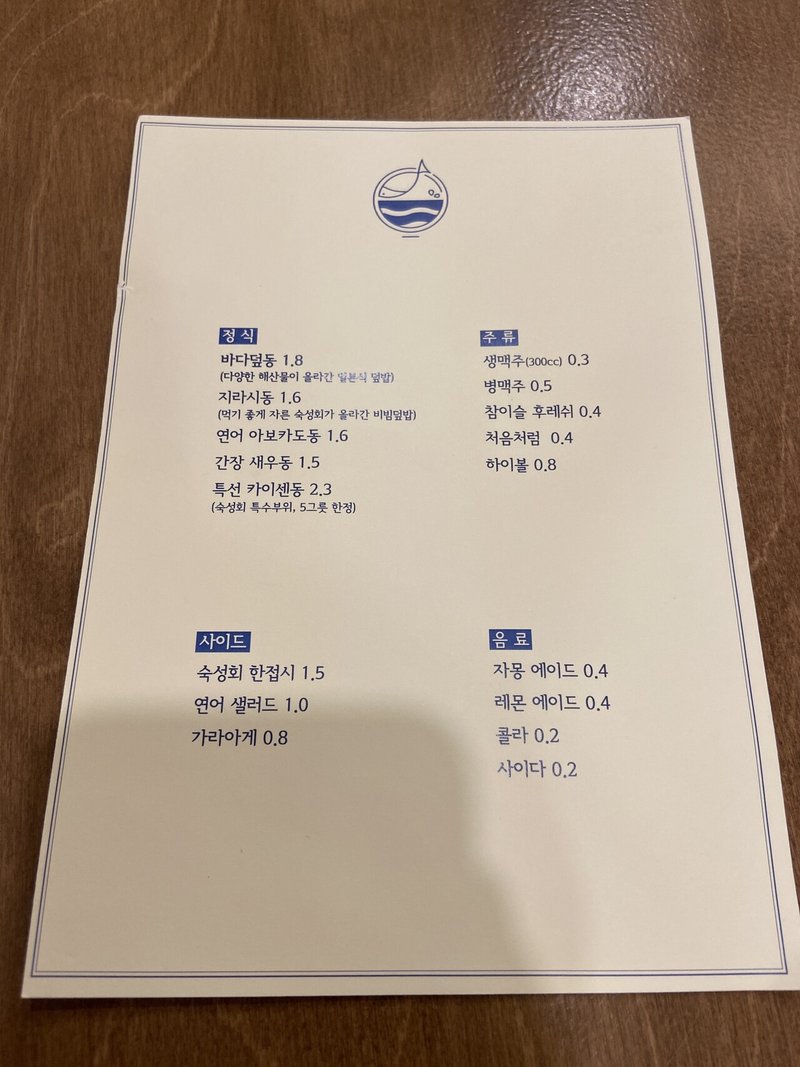 정식
바다덮동 1.8
(다양한 해산물이 올라간 일본식 덮밥)
지라시동 1.6
(먹기 좋게 자른 숙성회가 올라간 비빔덮밥)
연어 아보카도동 1.6
간장 새우동 1.5
특선 카이센동 2.3
(숙성회 특수부위, 5그릇 한정)
주류
생맥주(300cc) 0.3
병맥주 0.5
참이슬 후레쉬 0.4
처음처럼 0.4
하이볼 0.8
사이드
숙성회 한접시 1.5
연어 샐러드 1.0
가라아게 0.8
음료
자몽 에이드 0.4
레몬 에이드 0.4
콜라 0.2
사이다 0.2